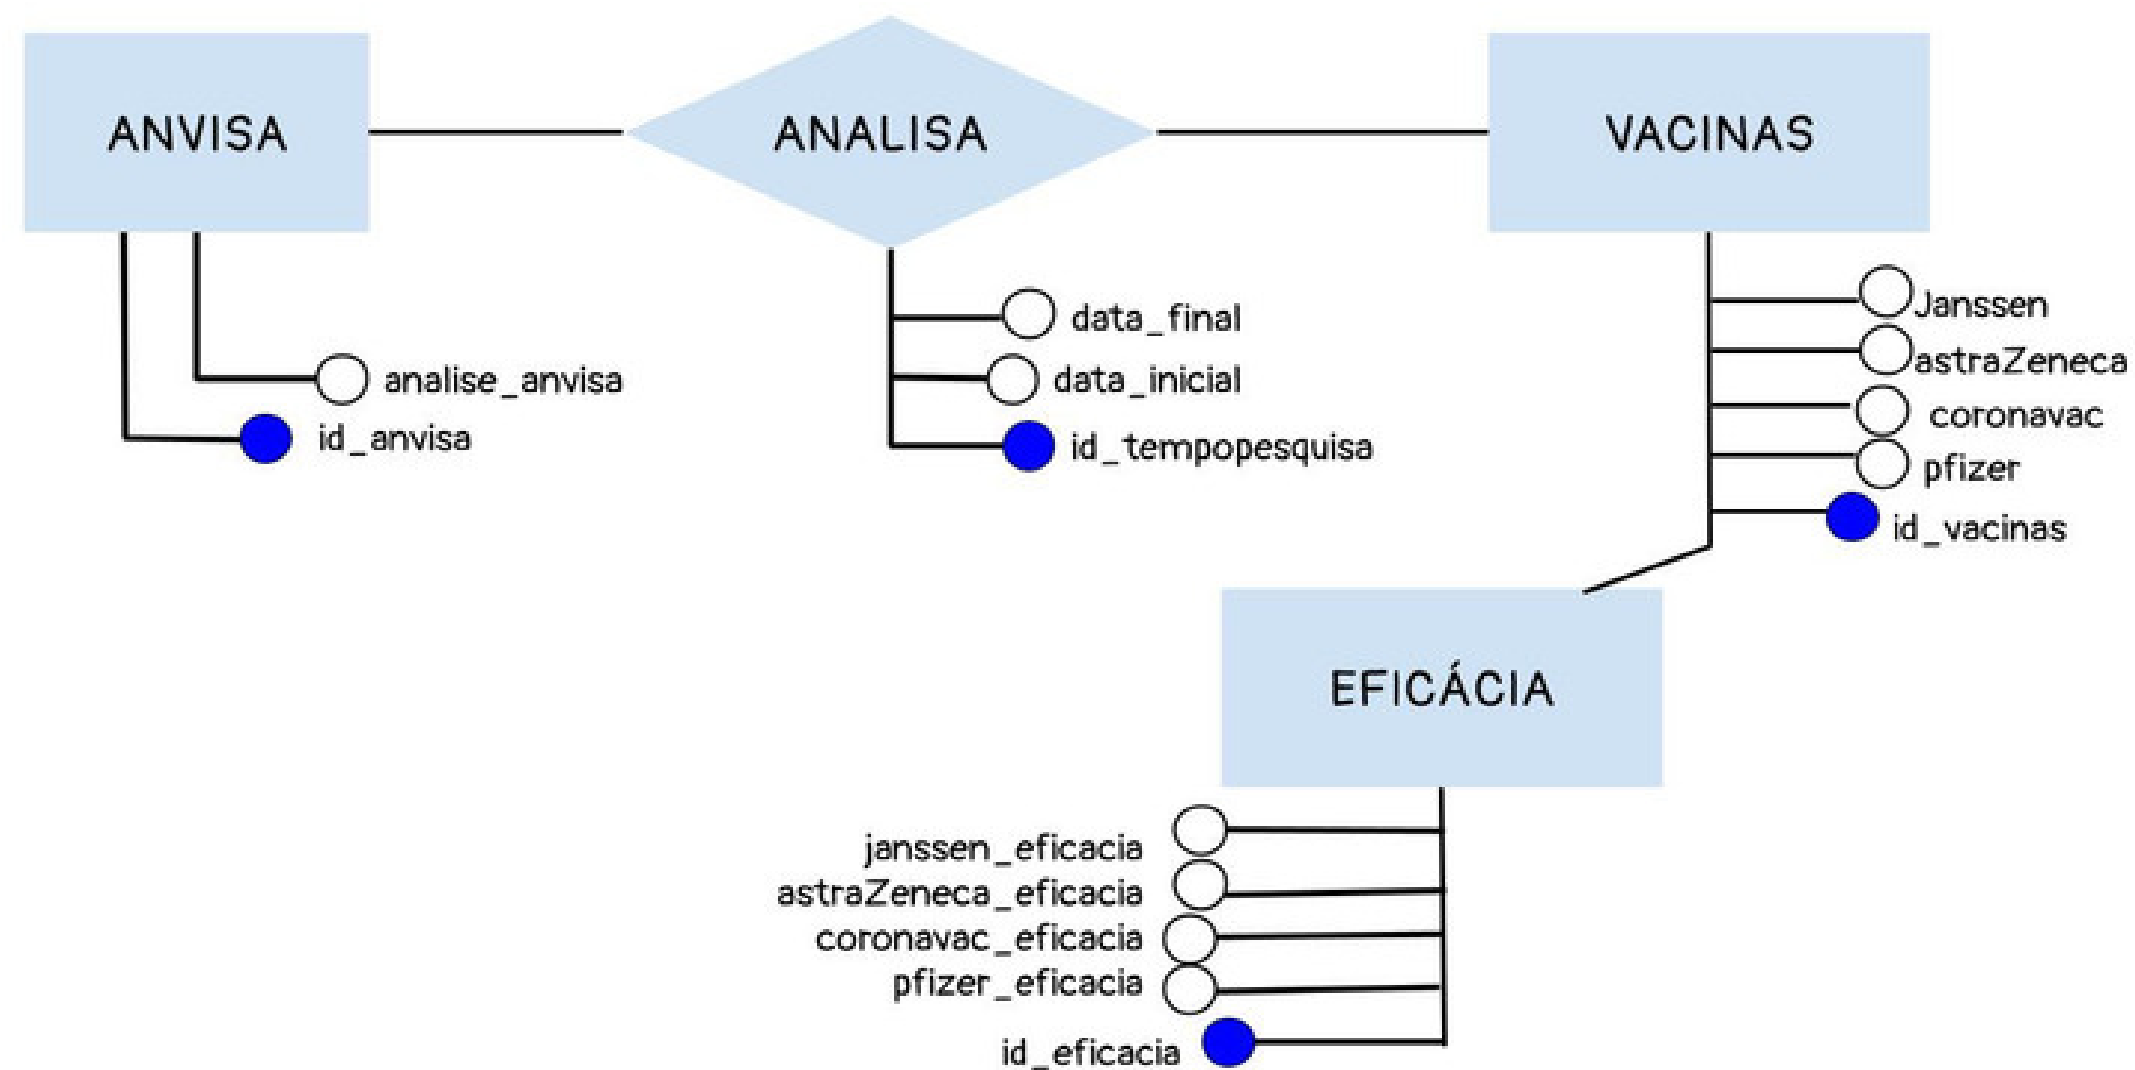 ANVISA
ANALISA
VACINAS
analise_anvisa
id_anvisa
data_final
data_inicial
id_tempopesquisa
Janssen
astraZeneca
coronavac
pfizer
id_vacinas
EFICÁCIA
janssen_eficacia
astraZeneca_eficacia
coronavac_eficacia
pfizer_eficacia
id_eficacia